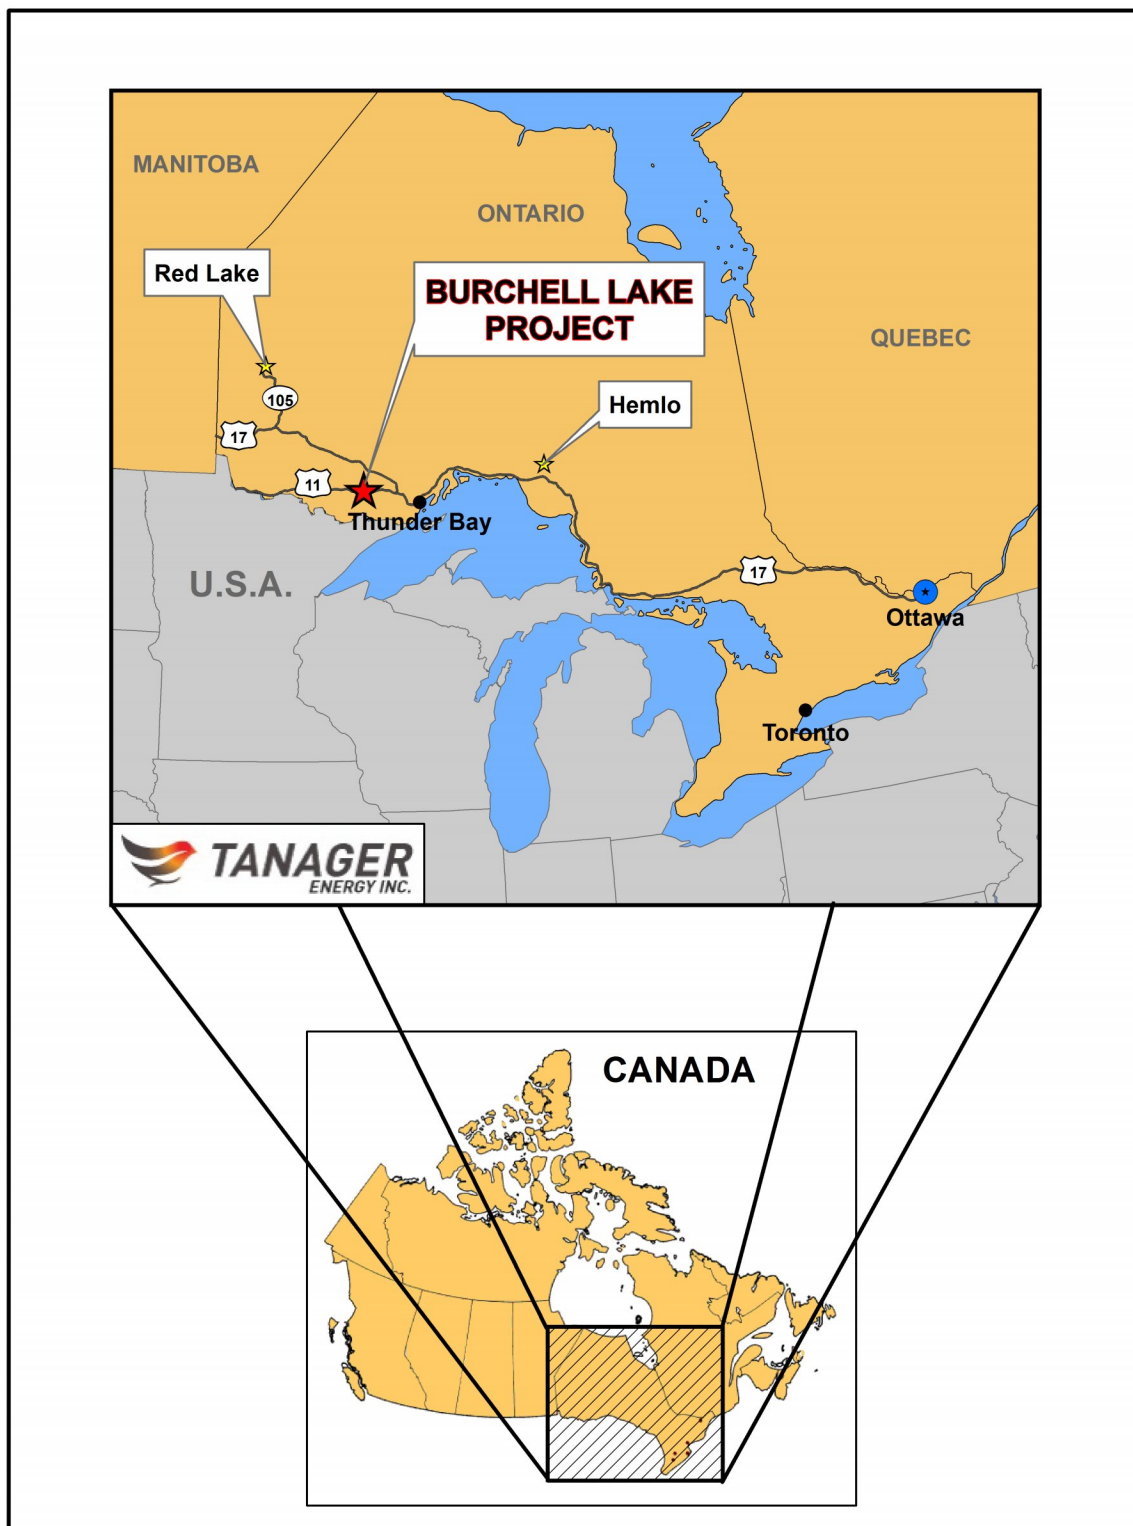 MANITOBA
ONTARIO
Red Lake
BURCHELL LAKE
PROJECT
QUEBEC
105
Hemlo
17
11
Thunder Bay
17
U.S.A.
Ottawa
Toronto
TANAGER
ENERGY INC.
CANADA